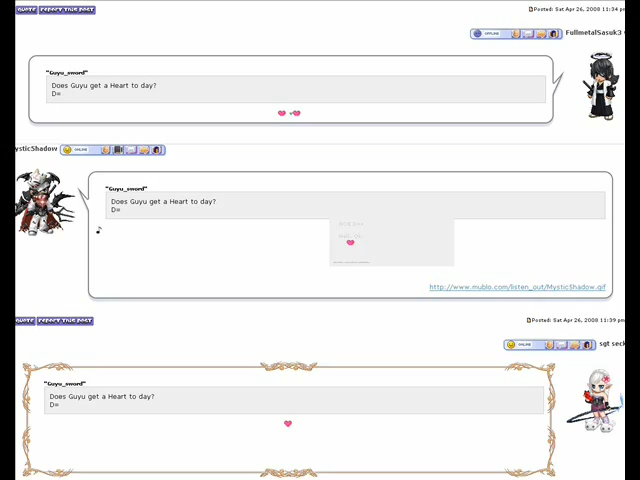 QUOTE REPORT THIS POST
Posted: Sat Apr 26, 2008 11:34 pm
OFFLINE
FullmetalSasuk3
"Guyu_sword"
Does Guyu get a Heart to day?
D=
ysticShadow
ONLINE
"Guyu_sword"
Does Guyu get a Heart to day?
D=
http://www.mublo.com/listen_out/MysticShadow.gif
QUOTE REPORT THIS POST
Posted: Sat Apr 26, 2008 11:39 pm
ONLINE
sgt seck
"Guyu_sword"
Does Guyu get a Heart to day?
D=